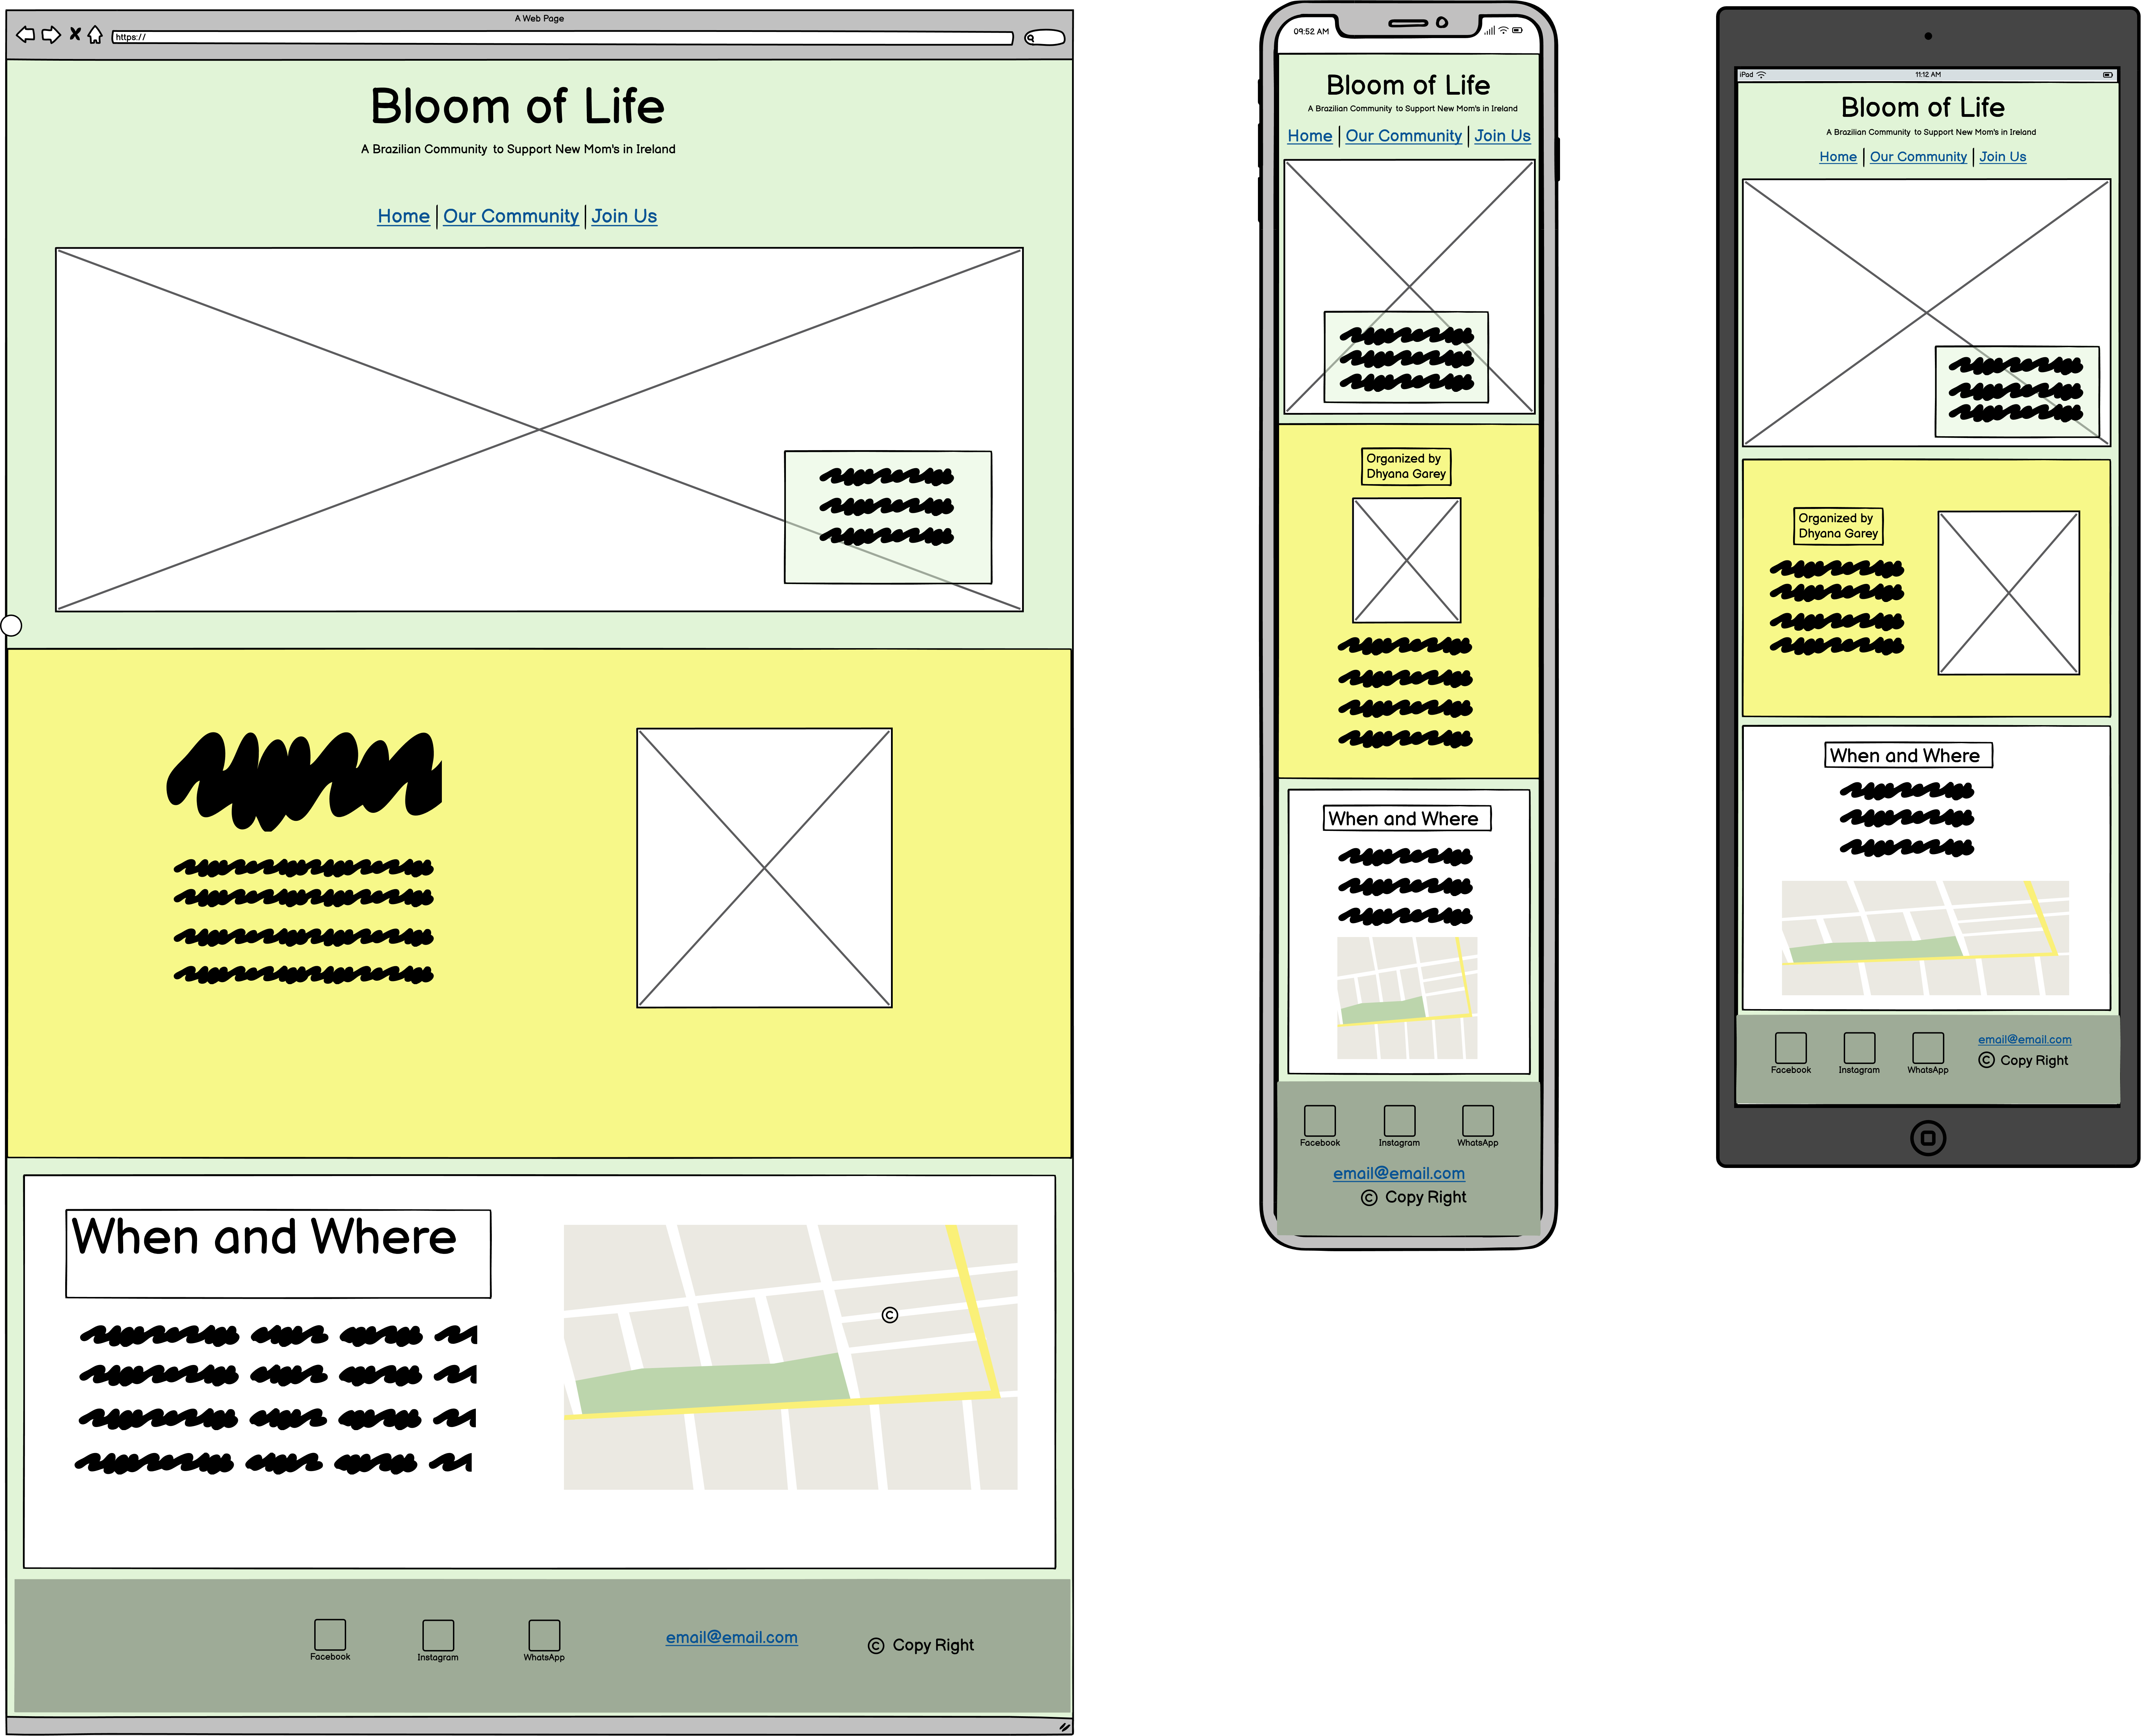 A Web Page
https://
Bloom of Life
A Brazilian Community to Support New Mom's in Ireland
Home | Our Community | Join Us
When and Where
©
Facebook
Instagram
WhatsApp
email@email.com
© Copy Right
09:52 AM
Bloom of Life
A Brazilian Community to Support New Mom's in Ireland
Home | Our Community | Join Us
Organized by
Dhyana Garey
When and Where
Facebook
Instagram
WhatsApp
email@email.com
© Copy Right
iPad
11:12 AM
Bloom of Life
A Brazilian Community to Support New Mom's in Ireland
Home | Our Community | Join Us
Organized by
Dhyana Garey
When and Where
Facebook
Instagram
WhatsApp
email@email.com
© Copy Right